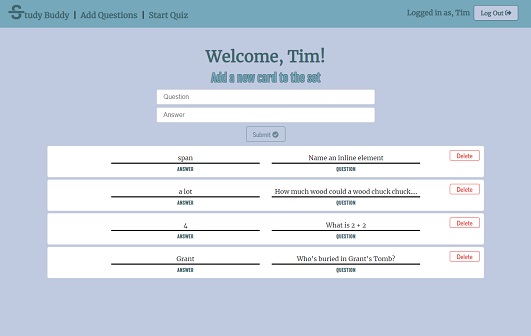 Study Buddy | Add Questions | Start Quiz
Logged in as, Tim
Log Out
Welcome, Tim!
Add a new card to the set
Question
Answer
Submit
span
Name an inline element
Delete
ANSWER
QUESTION
a lot
How much wood could a wood chuck chuck....
Delete
ANSWER
QUESTION
4
What is 2 + 2
Delete
ANSWER
QUESTION
Grant
Who's buried in Grant's Tomb?
Delete
ANSWER
QUESTION